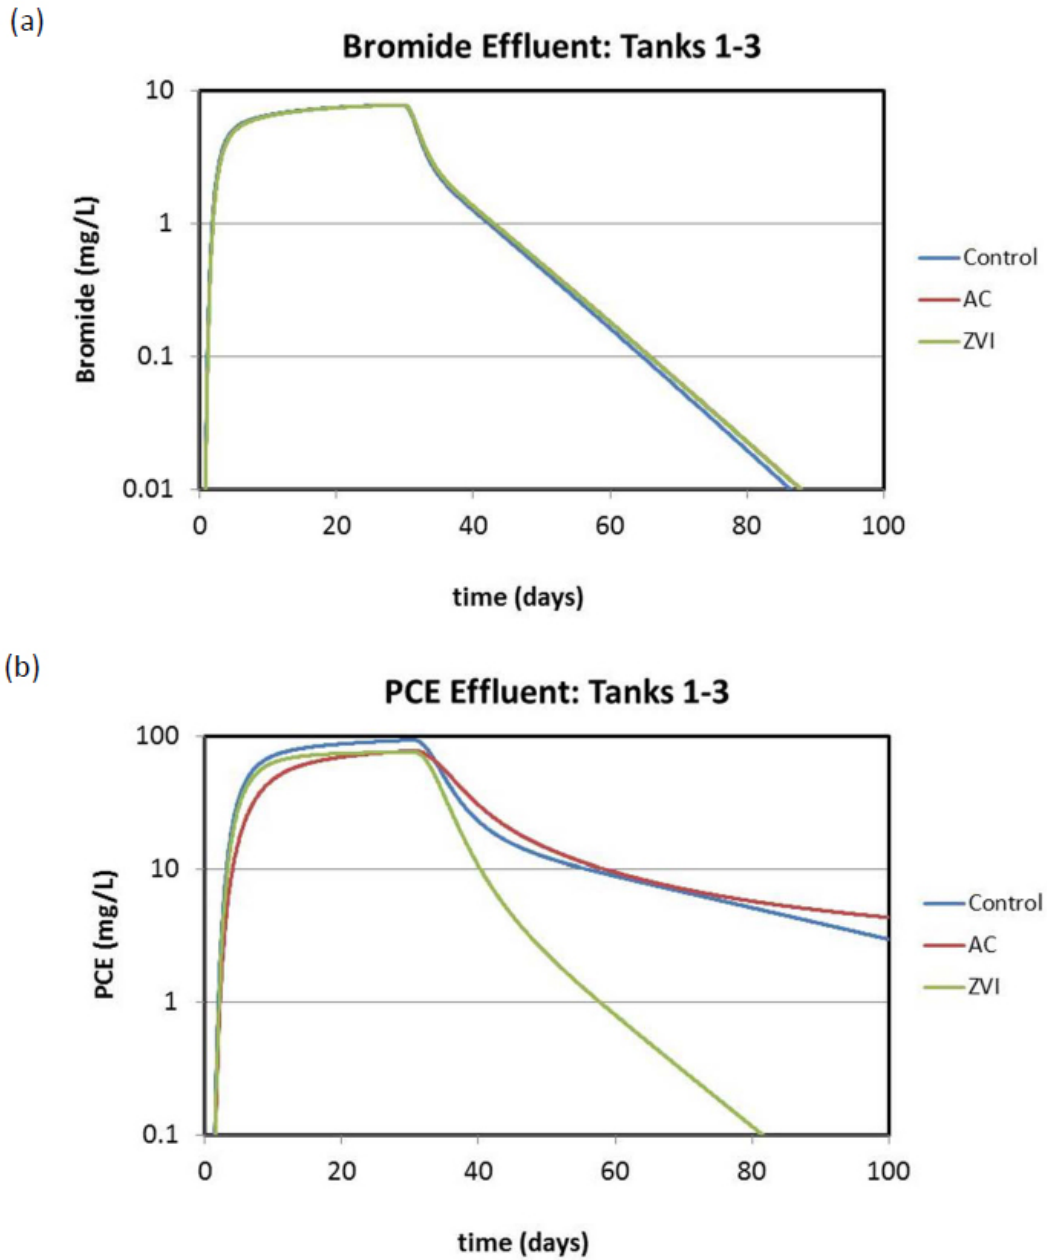 (a)
Bromide Effluent: Tanks 1-3
10
1
0.1
0.01
Bromide (mg/L)
0 20 40 60 80 100
time (days)
Control
AC
ZVI
(b)
PCE Effluent: Tanks 1-3
100
10
1
0.1
PCE (mg/L)
0 20 40 60 80 100
time (days)
Control
AC
ZVI